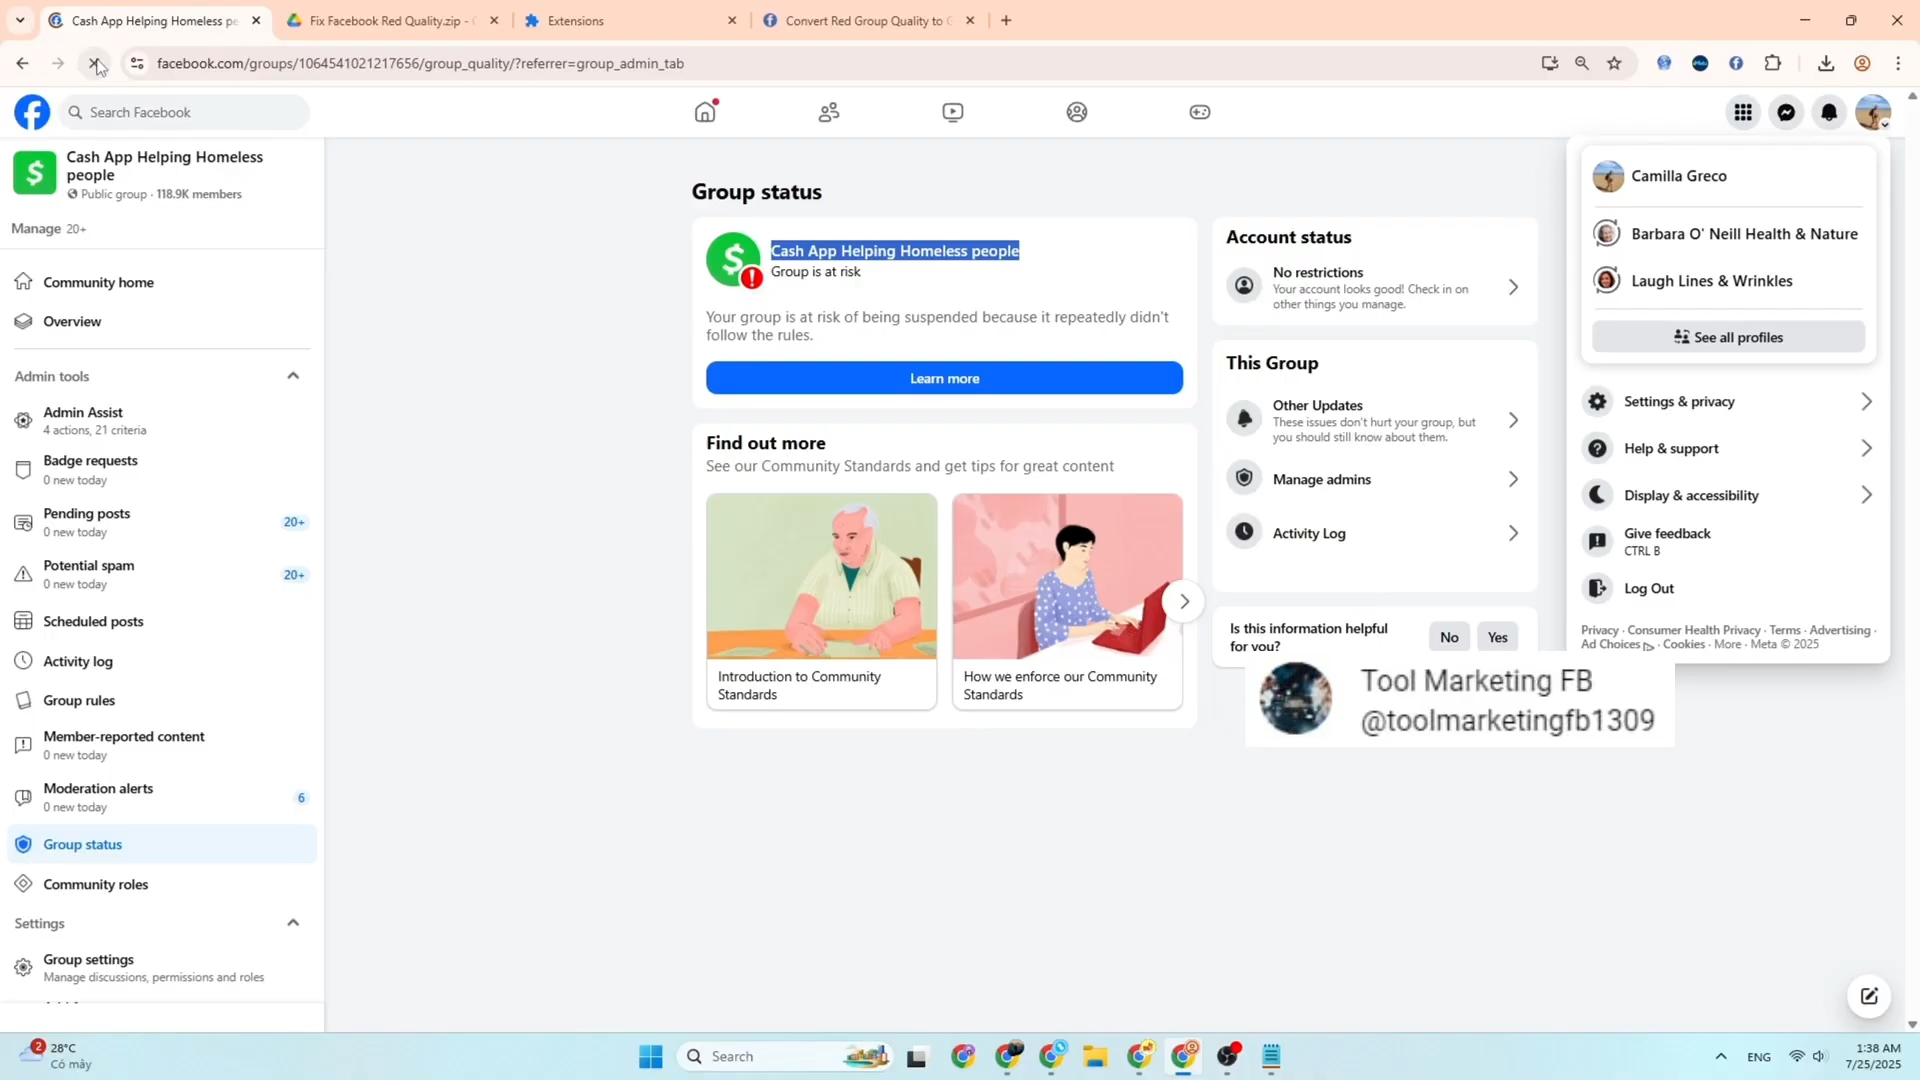 Cash App Helping Homeless pe
Fix Facebook Red Quality.zip -
Extensions
Convert Red Group Quality to G
facebook.com/groups/1064541021217656/group_quality/?referrer=group_admin_tab
Search Facebook
Cash App Helping Homeless
people
Public group · 118.9K members
Manage 20+
Community home
Overview
Admin tools
Admin Assist
4 actions, 21 criteria
Badge requests
0 new today
Pending posts
0 new today
20+
Potential spam
0 new today
20+
Scheduled posts
Activity log
Group rules
Member-reported content
0 new today
Moderation alerts
0 new today
6
Group status
Community roles
Settings
Group settings
Manage discussions, permissions and roles
Group status
Cash App Helping Homeless people
Group is at risk
Your group is at risk of being suspended because it repeatedly didn't
follow the rules.
Learn more
Find out more
See our Community Standards and get tips for great content
Introduction to Community
Standards
How we enforce our Community
Standards
Account status
No restrictions
Your account looks good! Check in on
other things you manage.
This Group
Other Updates
These issues don't hurt your group, but
you should still know about them.
Manage admins
Activity Log
Is this information helpful
for you?
No
Yes
Camilla Greco
Barbara O' Neill Health & Nature
Laugh Lines & Wrinkles
See all profiles
Settings & privacy
Help & support
Display & accessibility
Give feedback
CTRL B
Log Out
Privacy · Consumer Health Privacy · Terms · Advertising ·
Ad Choices · Cookies · More · Meta © 2025
Tool Marketing FB
@toolmarketingfb1309
2
28°C
Có mây
Search
ENG
1:38 AM
7/25/2025